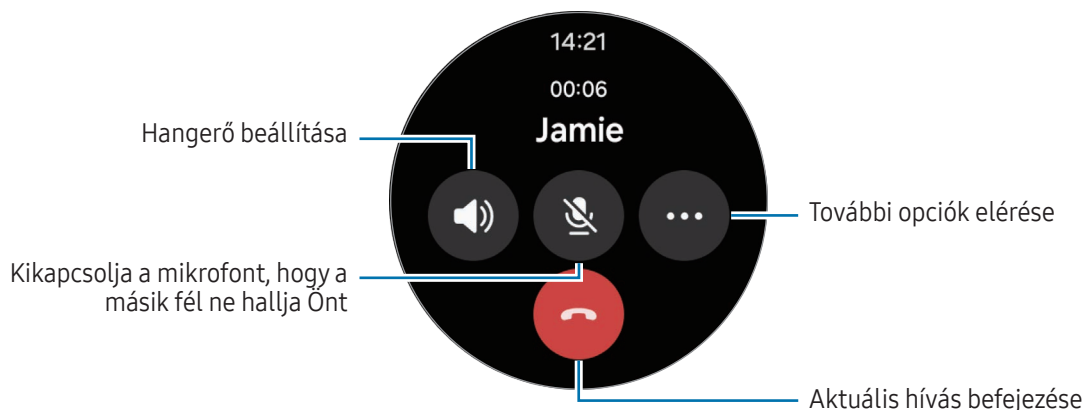 14:21
00:06
Jamie
Hangerő beállítása
További opciók elérése
Kikapcsolja a mikrofont, hogy a
másik fél ne hallja Önt
Aktuális hívás befejezése